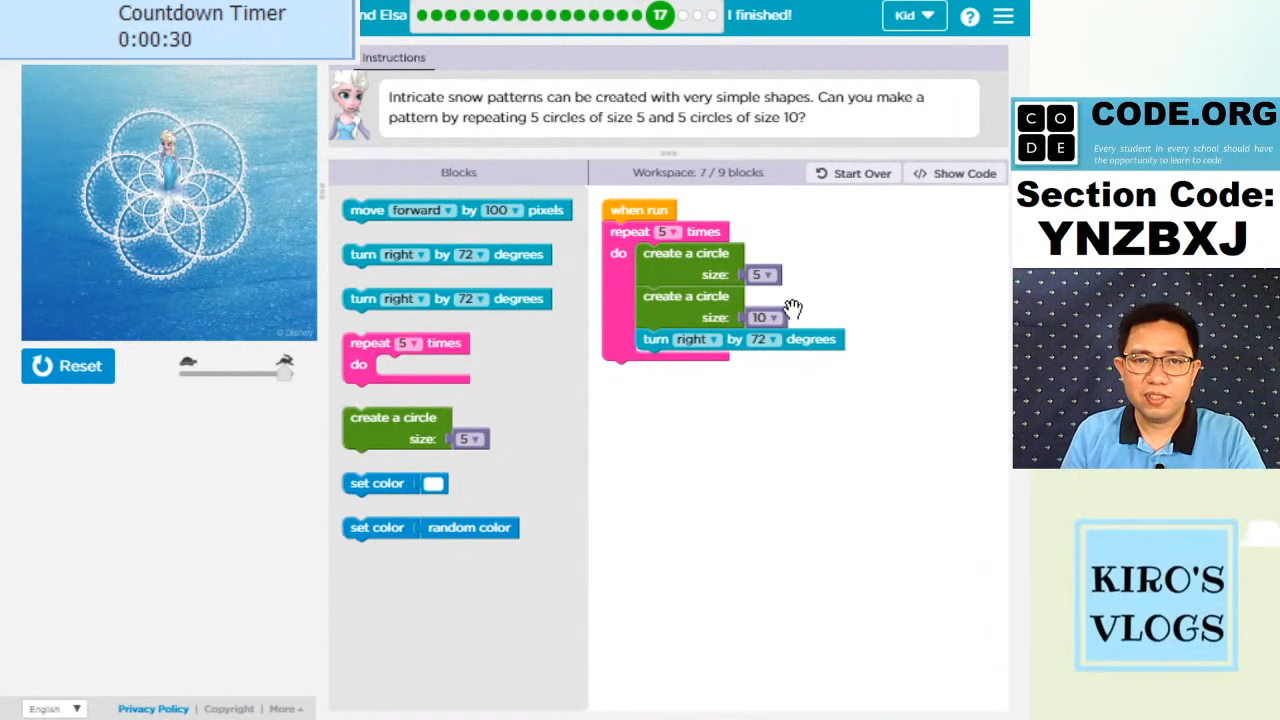 Countdown Timer
0:00:30
nd Elsa
17
I finished!
Kid
?
Instructions
Intricate snow patterns can be created with very simple shapes. Can you make a
pattern by repeating 5 circles of size 5 and 5 circles of size 10?
Blocks
Workspace: 7 / 9 blocks
Start Over
</> Show Code
move forward by 100 pixels
turn right by 72 degrees
turn right by 72 degrees
repeat 5 times
do
create a circle
size: 5
set color
set color random color
when run
repeat 5 times
do
create a circle
size: 5
create a circle
size: 10
turn right by 72 degrees
© Disney
Reset
English
Privacy Policy | Copyright | More
C O
D E
CODE.ORG
Every student in every school should have
the opportunity to learn to code
Section Code:
YNZBXJ
KIRO'S
VLOGS